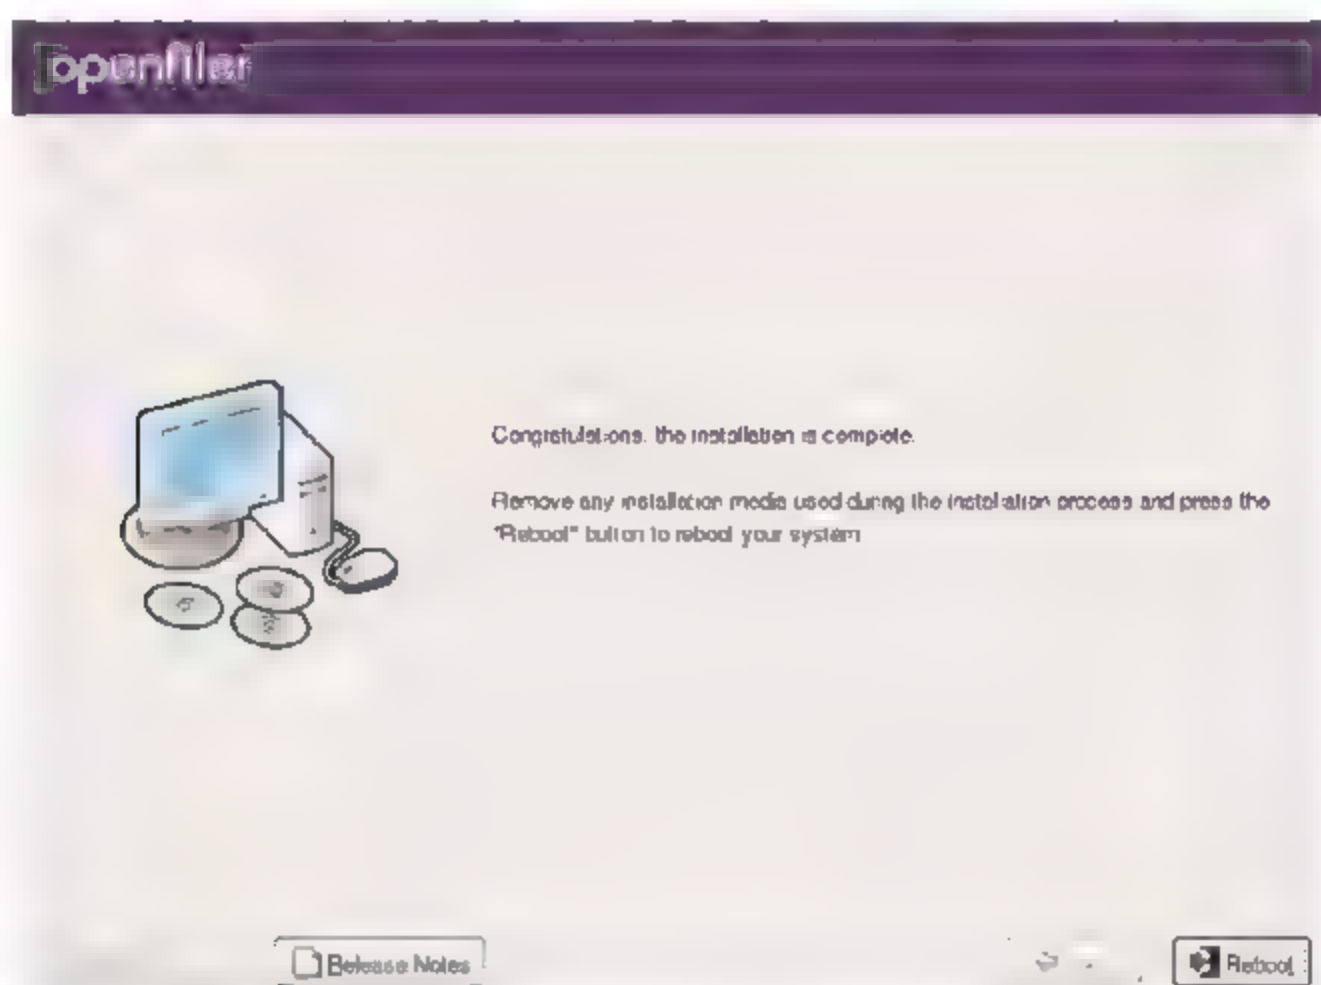 openfiler
Congratulations, the installation is complete.
Remove any installation media used during the installation process and press the
"Reboot" button to reboot your system
Release Notes
Reboot